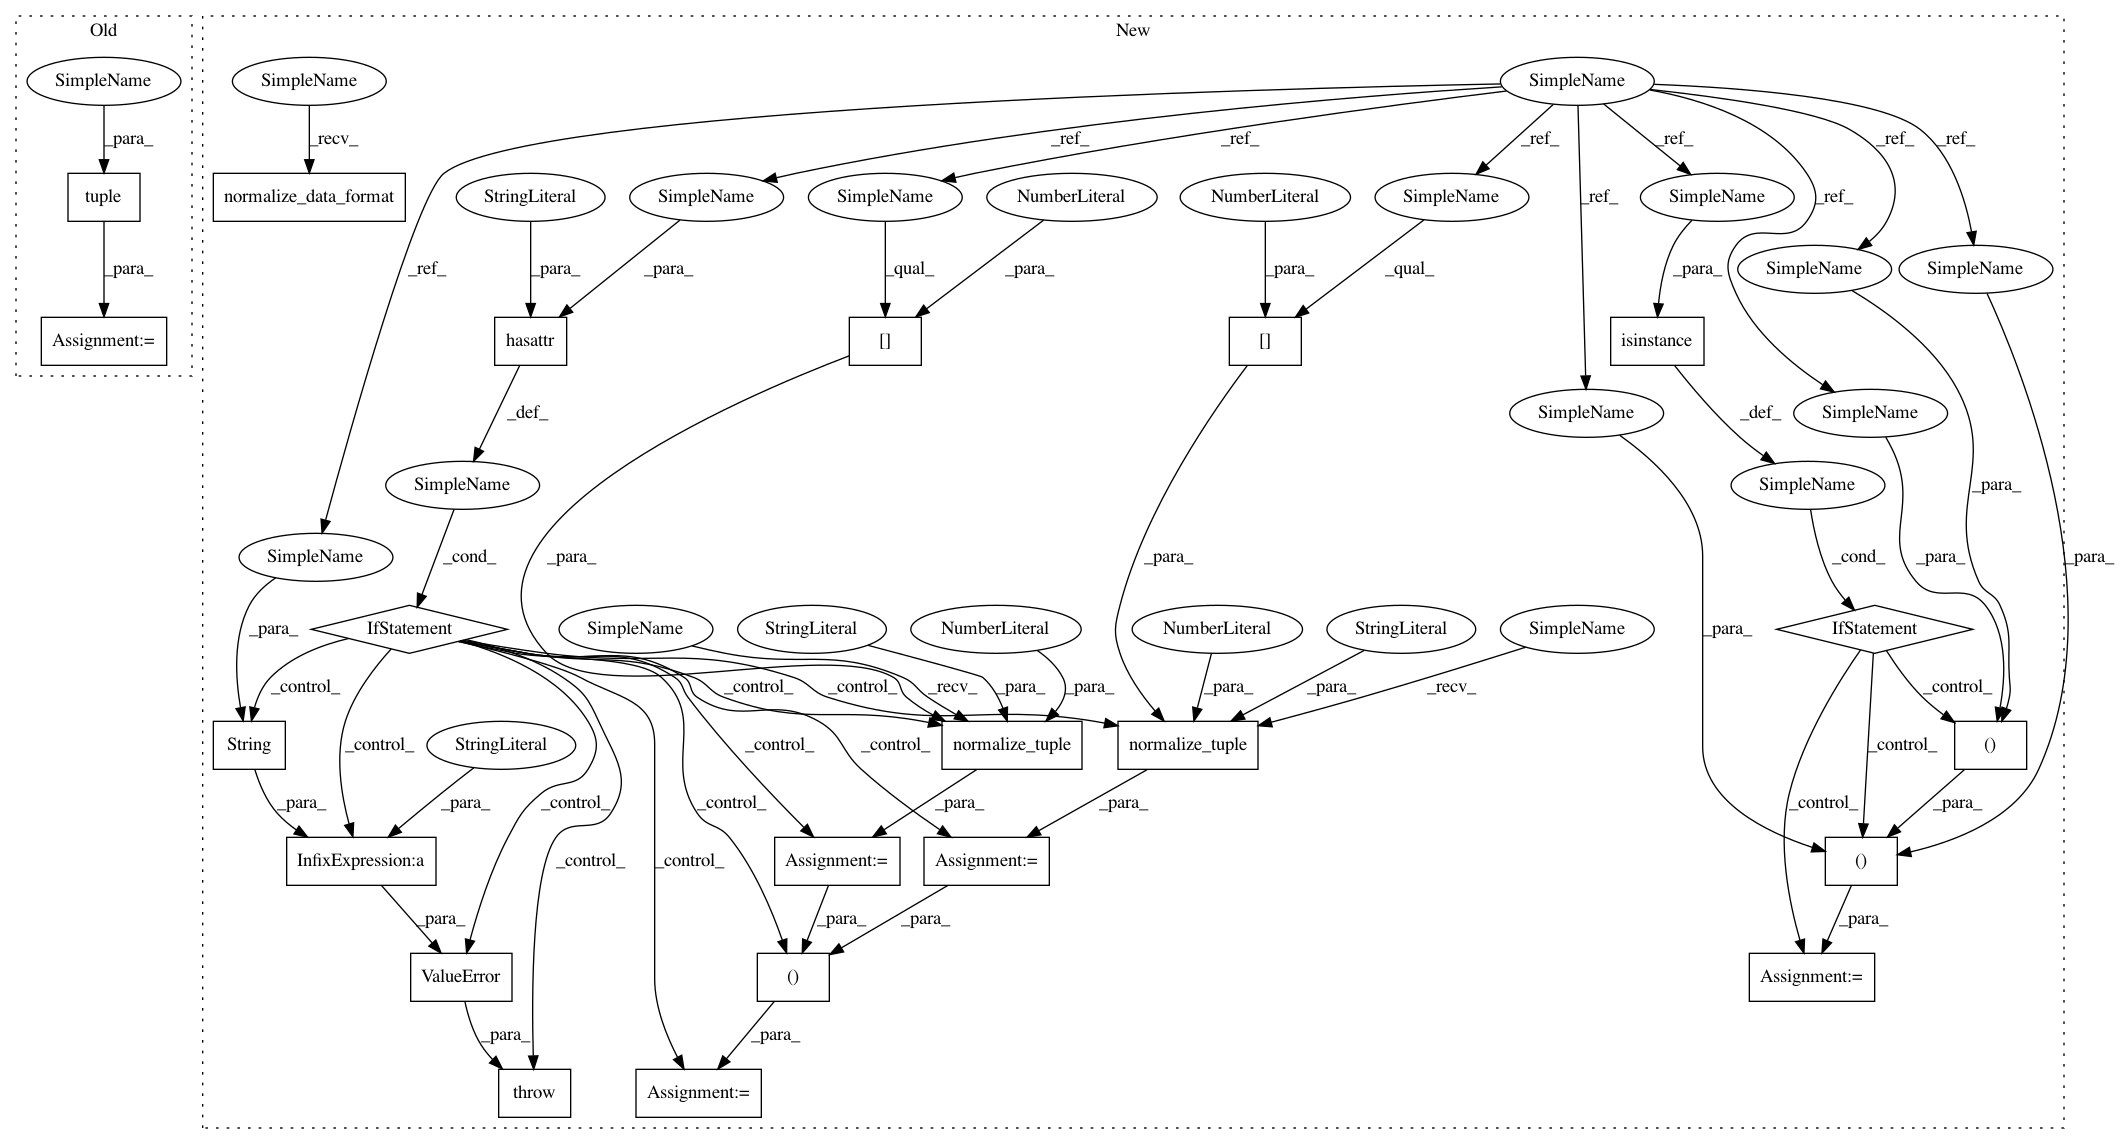 Old
New
SimpleName
SimpleName
SimpleName
_para_
_recv_
_ref_
_ref_
_ref_
_ref_
_ref_
_ref_
_ref_
tuple
normalize_data_format
StringLiteral
SimpleName
SimpleName
NumberLiteral
NumberLiteral
SimpleName
SimpleName
_ref_
_para_
_ref_
_para_
_para_
_qual_
_para_
_para_
_qual_
_para_
SimpleName
SimpleName
Assignment:=
hasattr
[]
[]
isinstance
_def_
_def_
SimpleName
SimpleName
SimpleName
SimpleName
_para_
SimpleName
_cond_
_para_
_para_
_cond_
_para_
_para_
SimpleName
_para_
IfStatement
SimpleName
StringLiteral
NumberLiteral
NumberLiteral
StringLiteral
SimpleName
_para_
IfStatement
_control_
_control_
_control_
_recv_
_para_
_para_
_para_
_para_
_recv_
_control_
String
_control_
StringLiteral
_control_
_control_
normalize_tuple
normalize_tuple
_control_
()
_para_
_para_
_control_
_control_
_para_
_para_
_control_
_para_
InfixExpression:a
_control_
_control_
Assignment:=
Assignment:=
()
_para_
_para_
_para_
_para_
ValueError
()
Assignment:=
_para_
_para_
throw
Assignment:=